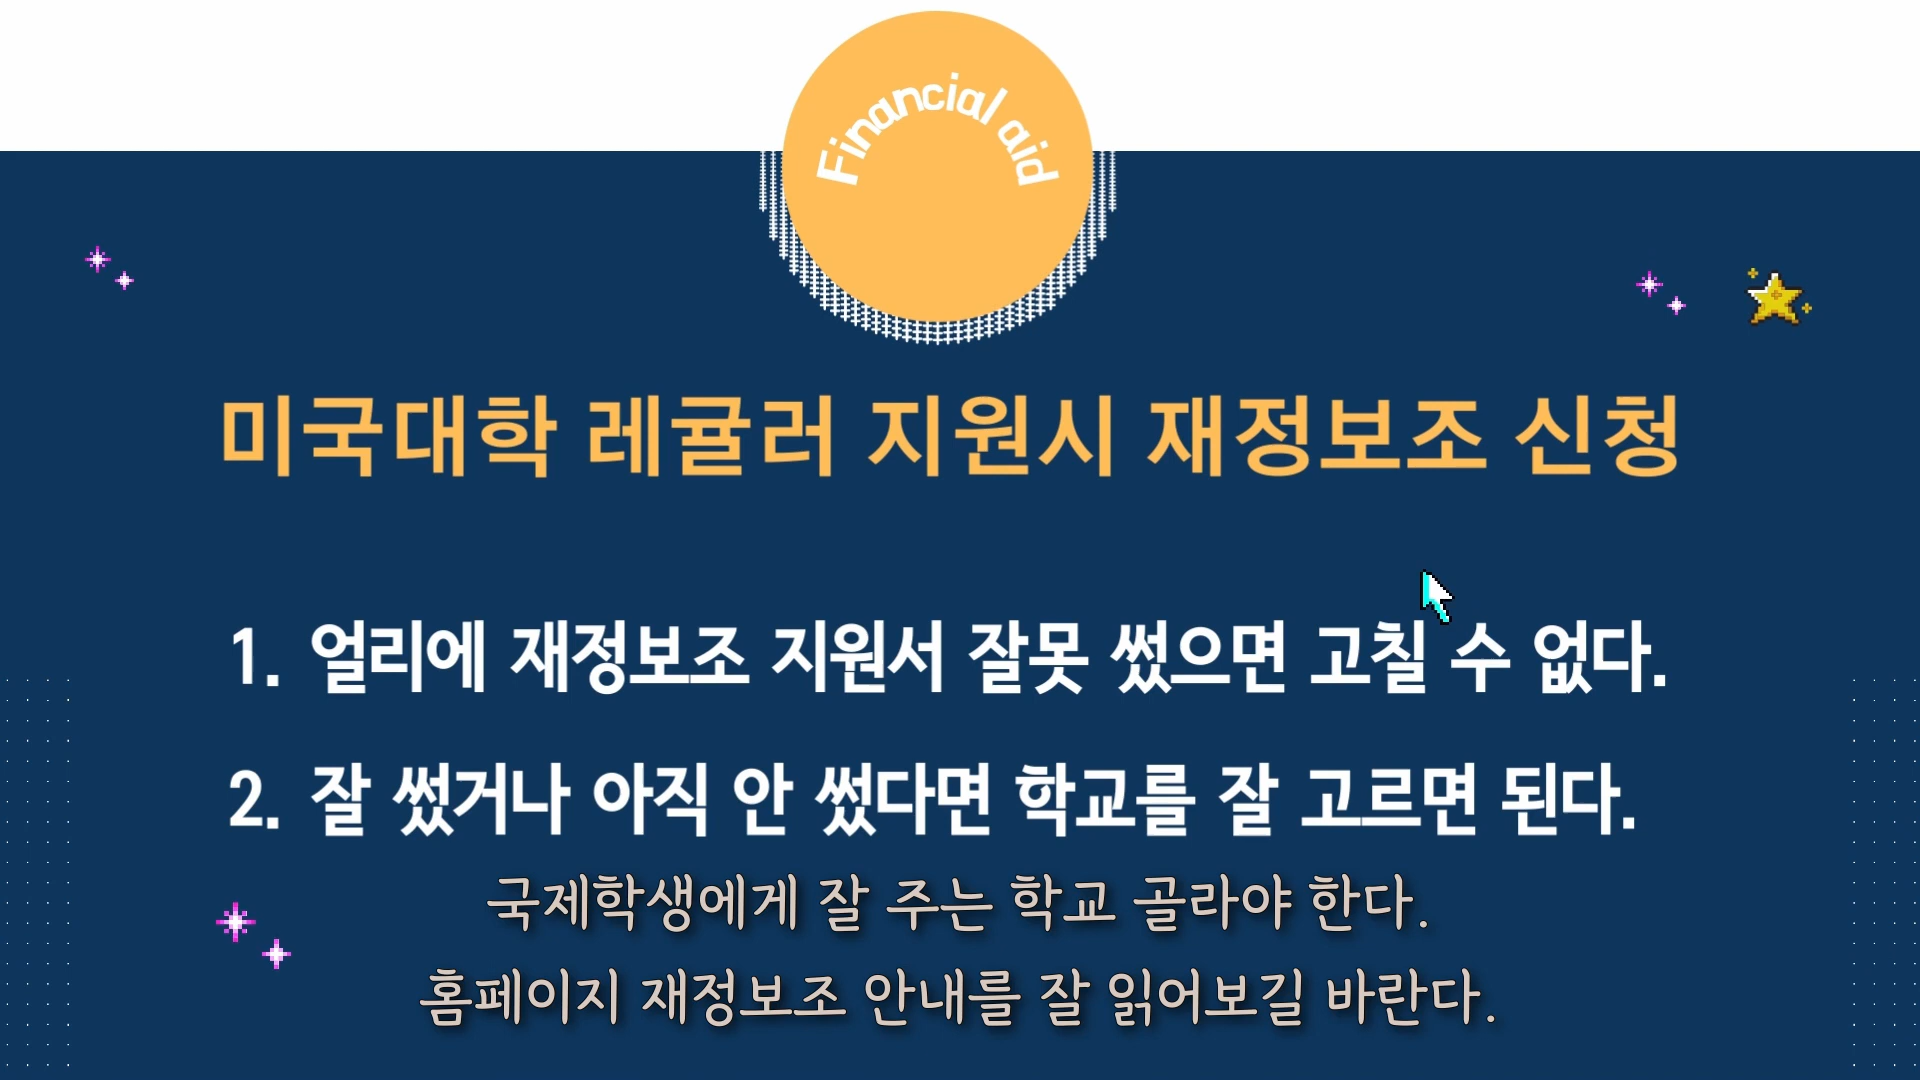 Financial aid
미국대학 레귤러 지원시 재정보조 신청
1. 얼리에 재정보조 지원서 잘못 썼으면 고칠 수 없다.
2. 잘 썼거나 아직 안 썼다면 학교를 잘 고르면 된다.
국제학생에게 잘 주는 학교 골라야 한다.
홈페이지 재정보조 안내를 잘 읽어보길 바란다.